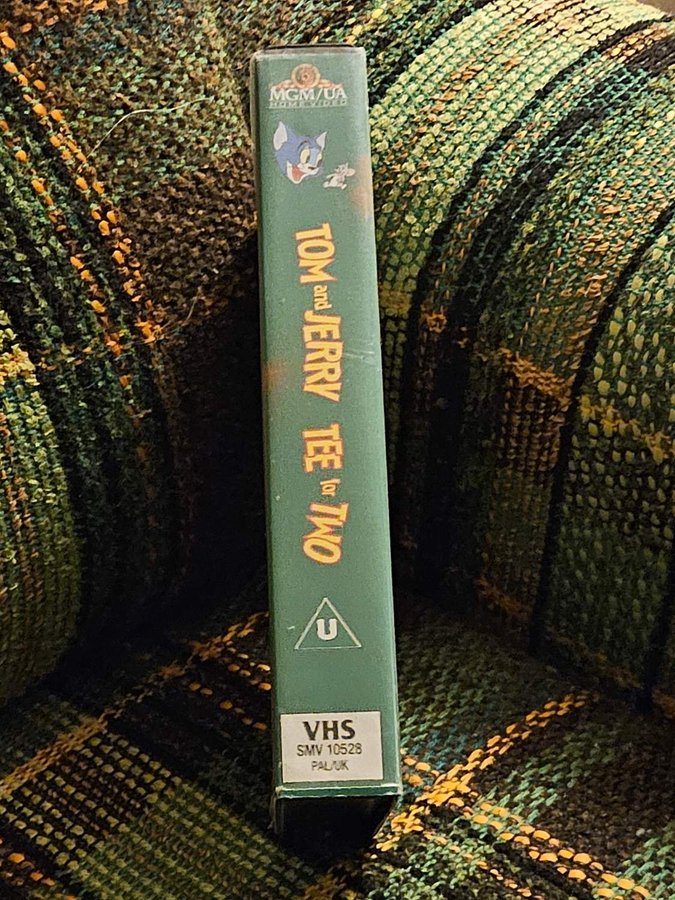 MGM/UA
HOME VIDEO
TOM and JERRY TEE for TWO
U
VHS
SMV 10528
PAL/UK